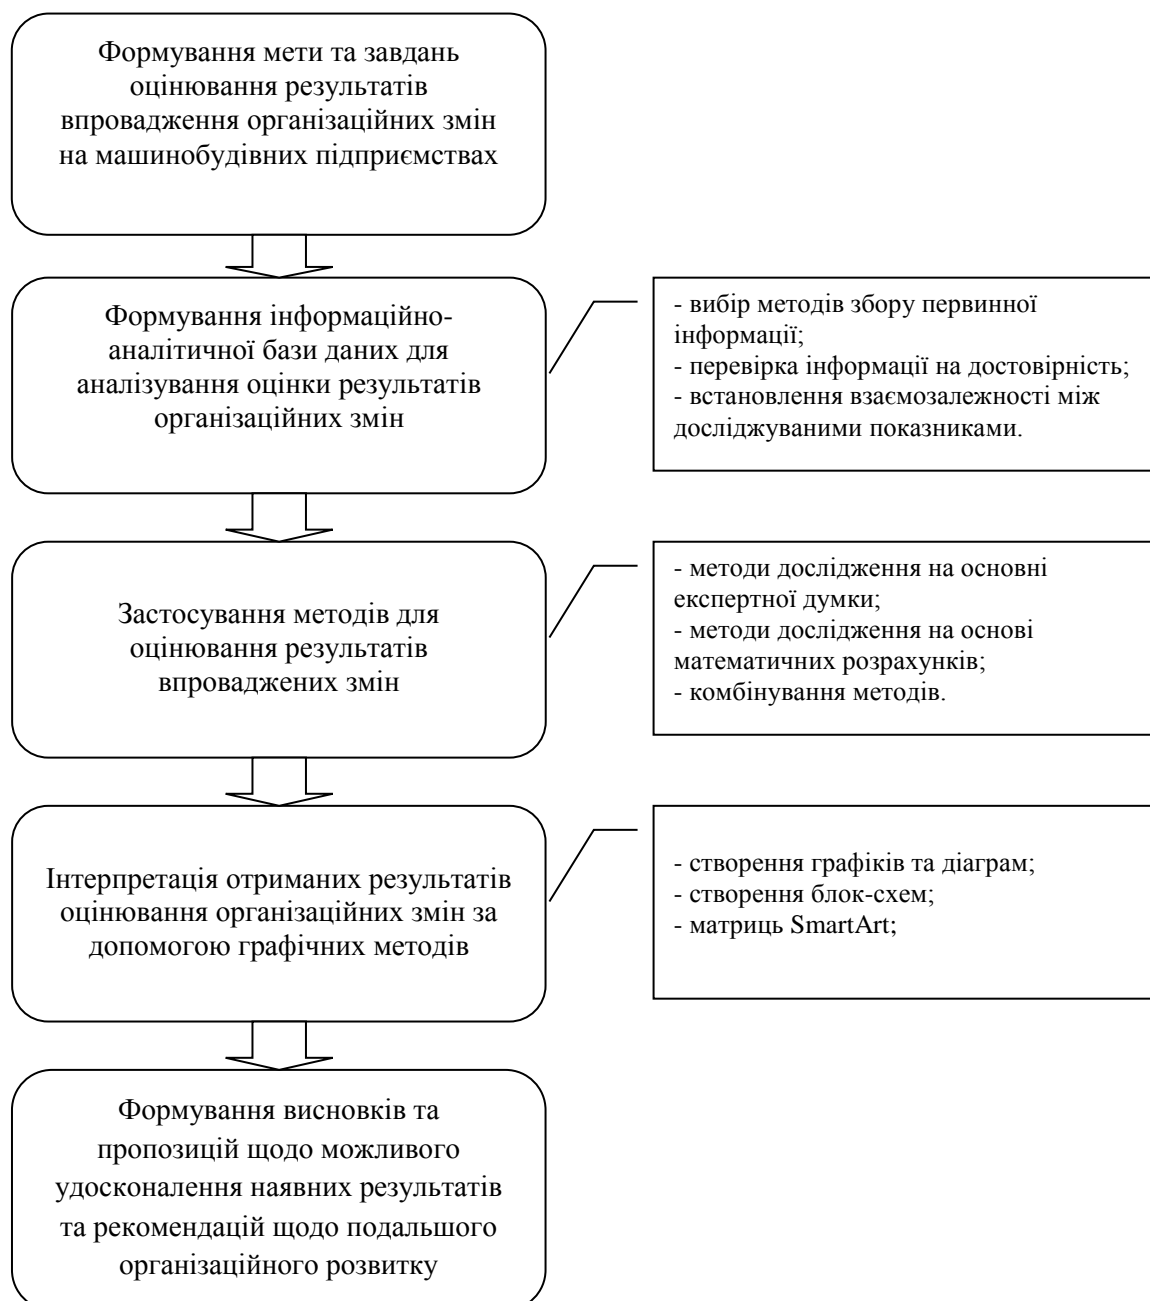 Формування мети та завдань
оцінювання результатів
впровадження організаційних змін
на машинобудівних підприємствах
Формування інформаційно-
аналітичної бази даних для
аналізування оцінки результатів
організаційних змін
- вибір методів збору первинної
інформації;
- перевірка інформації на достовірність;
- встановлення взаємозалежності між
досліджуваними показниками.
Застосування методів для
оцінювання результатів
впроваджених змін
- методи дослідження на основні
експертної думки;
- методи дослідження на основі
математичних розрахунків;
- комбінування методів.
Інтерпретація отриманих результатів
оцінювання організаційних змін за
допомогою графічних методів
- створення графіків та діаграм;
- створення блок-схем;
- матриць SmartArt;
Формування висновків та
пропозицій щодо можливого
удосконалення наявних результатів
та рекомендацій щодо подальшого
організаційного розвитку